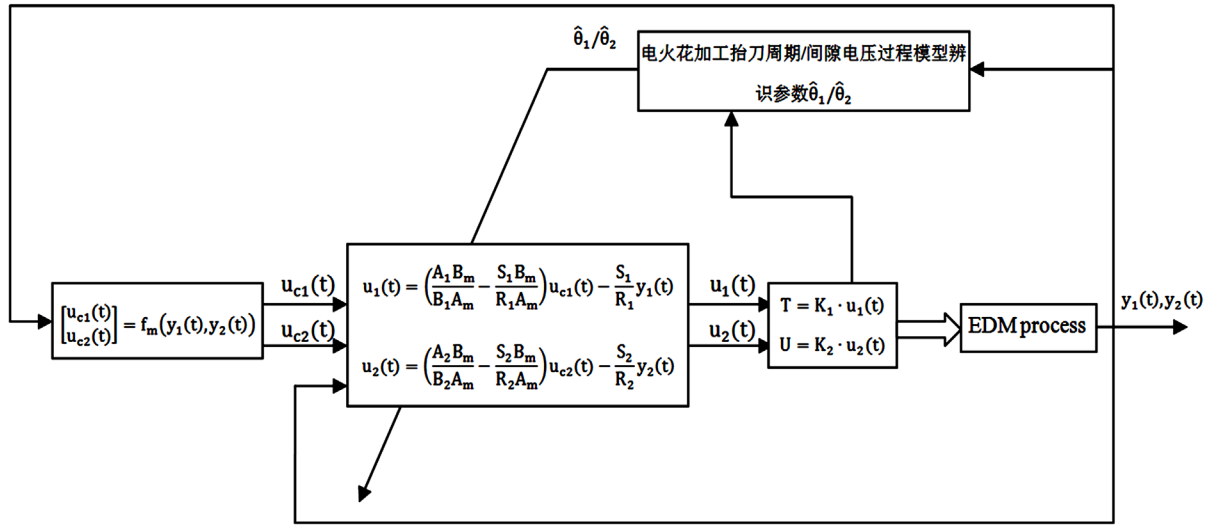 θ̂₁/θ̂₂
电火花加工抬刀周期/间隙电压过程模型辨
识参数θ̂₁/θ̂₂
[u_c1(t) u_c2(t)] = f_m(y₁(t),y₂(t))
u_c1(t)
u_c2(t)
u₁(t) = (A₁B_m/B₁A_m − S₁B_m/R₁A_m)u_c1(t) − S₁/R₁ y₁(t)
u₂(t) = (A₂B_m/B₂A_m − S₂B_m/R₂A_m)u_c2(t) − S₂/R₂ y₂(t)
u₁(t)
u₂(t)
T = K₁ · u₁(t)
U = K₂ · u₂(t)
EDM process
y₁(t),y₂(t)